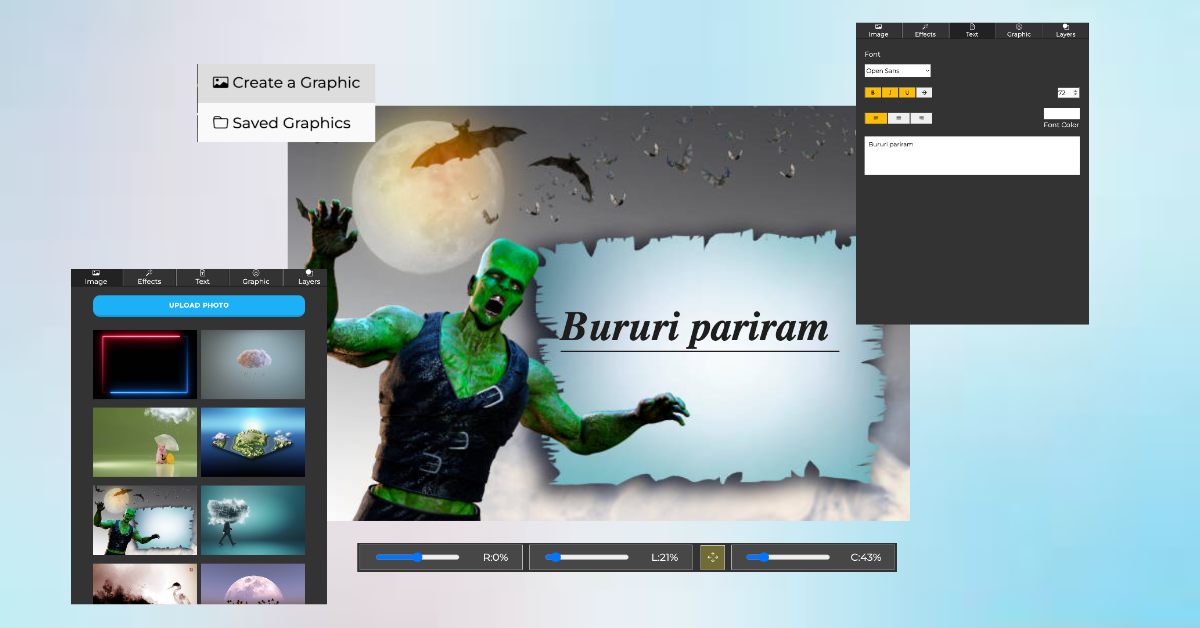 Create a Graphic
Saved Graphics
Image Effects Text Graphic Layers
Font
Open Sans
B I U S
72
Font Color
Bururi pariram
Bururi pariram
Image Effects Text Graphic Layers
UPLOAD PHOTO
R:0% L:21% C:43%